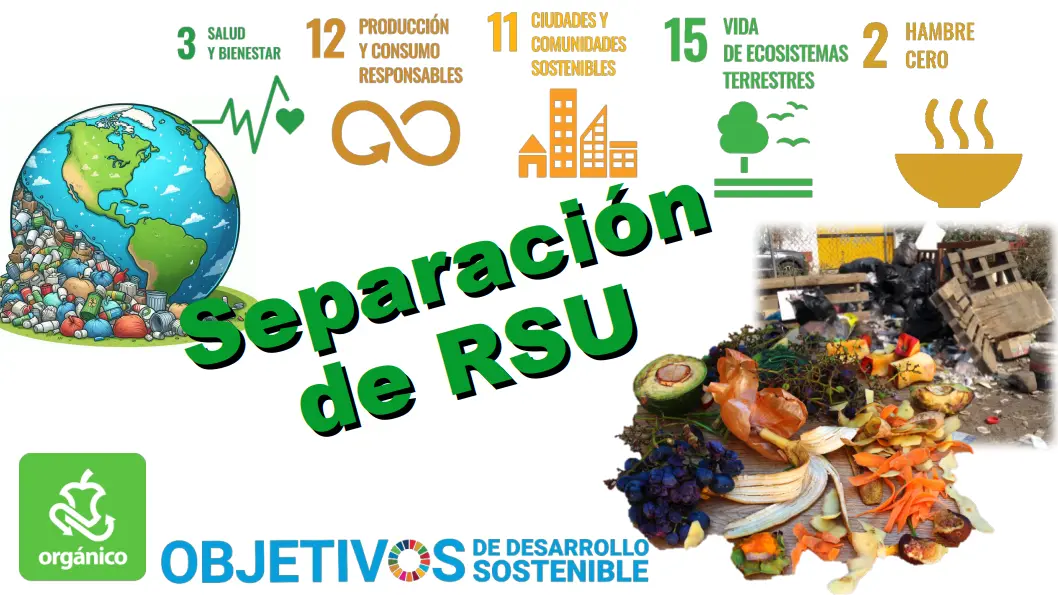 3 SALUD
Y BIENESTAR
12 PRODUCCIÓN
Y CONSUMO
RESPONSABLES
11 CIUDADES Y
COMUNIDADES
SOSTENIBLES
15 VIDA
DE ECOSISTEMAS
TERRESTRES
2 HAMBRE
CERO
Separación
de RSU
orgánico
OBJETIVOS DE DESARROLLO
SOSTENIBLE